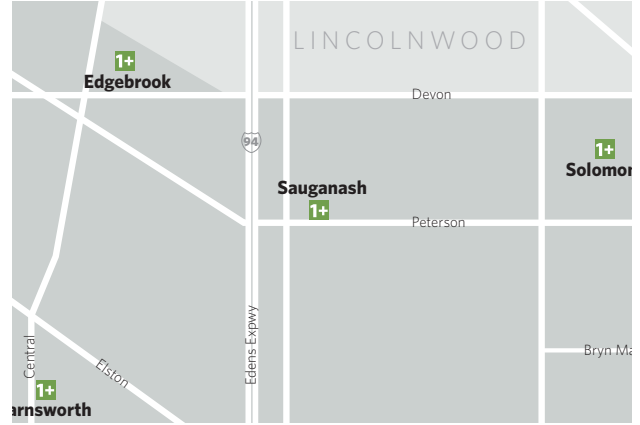 LINCOLNWOOD
1+
Edgebrook
Devon
94
1+
Solomon
Sauganash
1+
Peterson
Edens Expwy
Central
Elston
Bryn Ma
1+
arnsworth